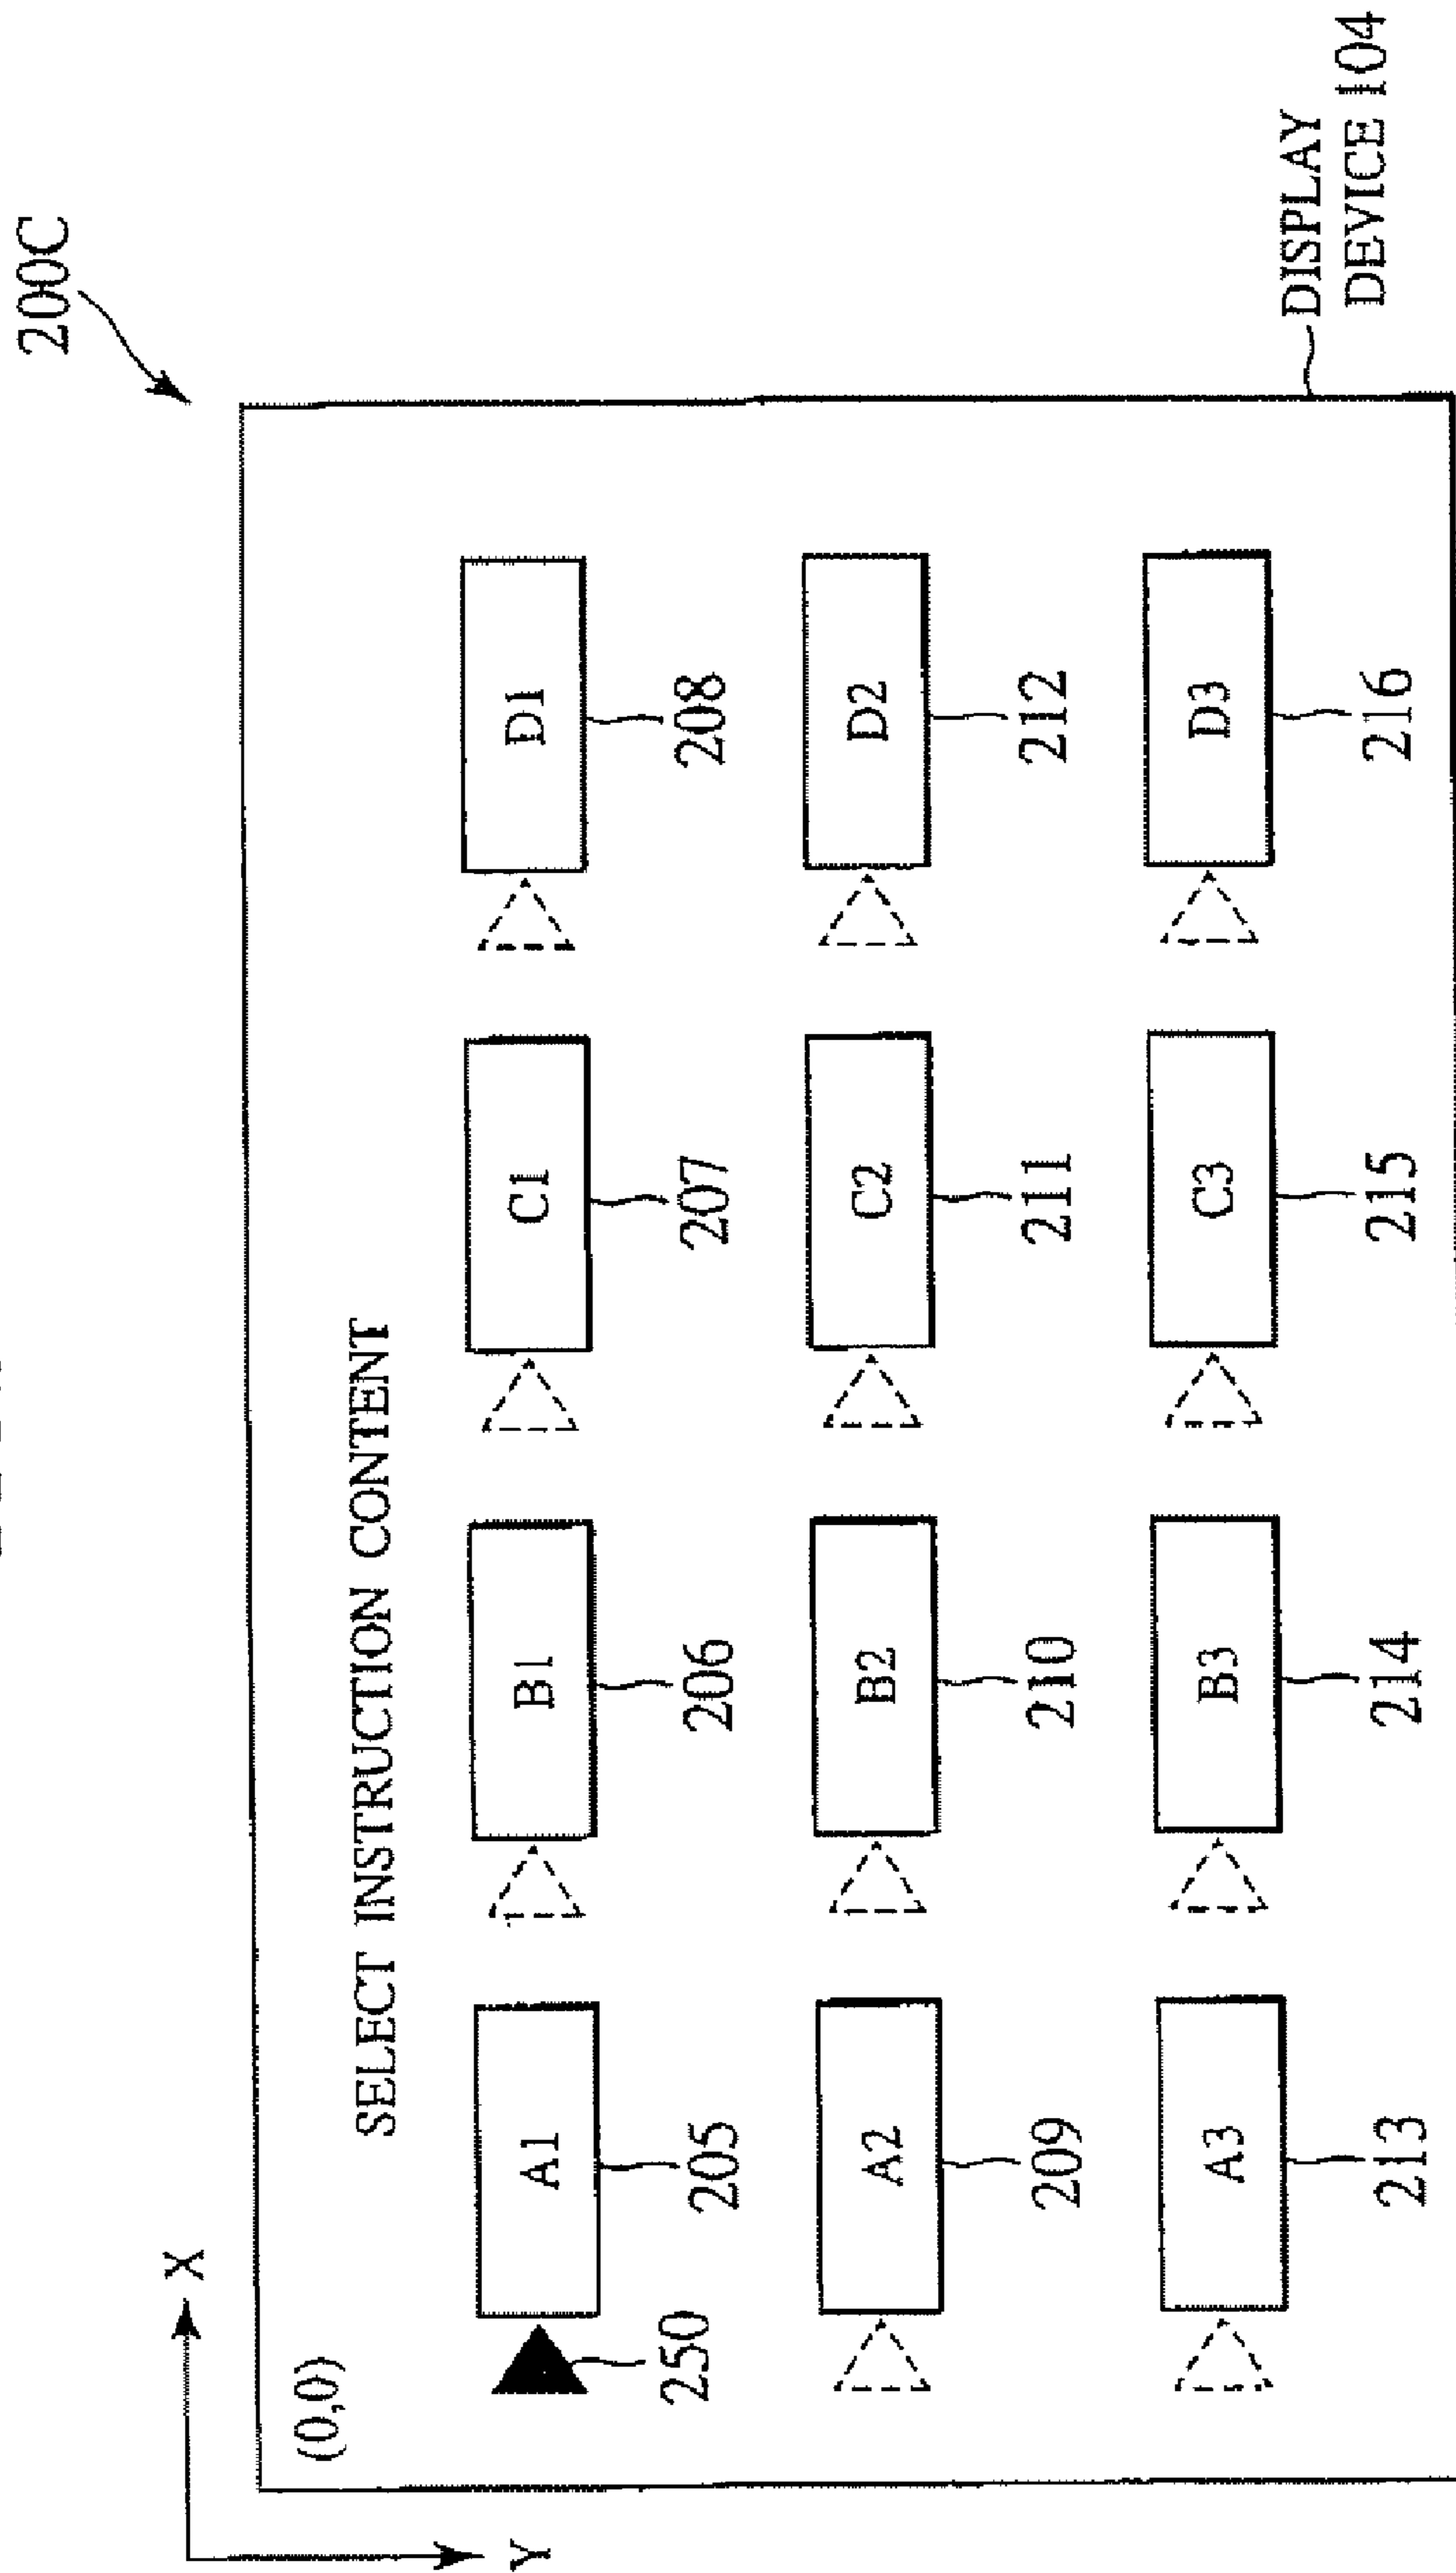 200C
X
Y
(0,0)
SELECT INSTRUCTION CONTENT
A1
B1
C1
D1
250
205
206
207
208
A2
B2
C2
D2
209
210
211
212
A3
B3
C3
D3
213
214
215
216
DISPLAY
DEVICE 104